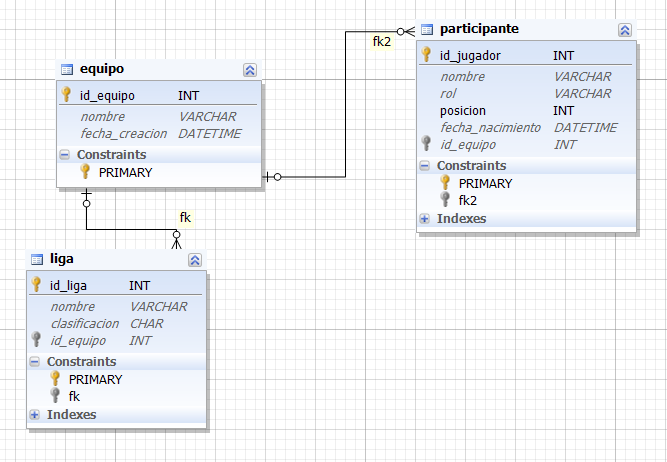 equipo
id_equipo INT
nombre VARCHAR
fecha_creacion DATETIME
Constraints
PRIMARY
fk2
participante
id_jugador INT
nombre VARCHAR
rol VARCHAR
posicion INT
fecha_nacimiento DATETIME
id_equipo INT
Constraints
PRIMARY
fk2
Indexes
fk
liga
id_liga INT
nombre VARCHAR
clasificacion CHAR
id_equipo INT
Constraints
PRIMARY
fk
Indexes